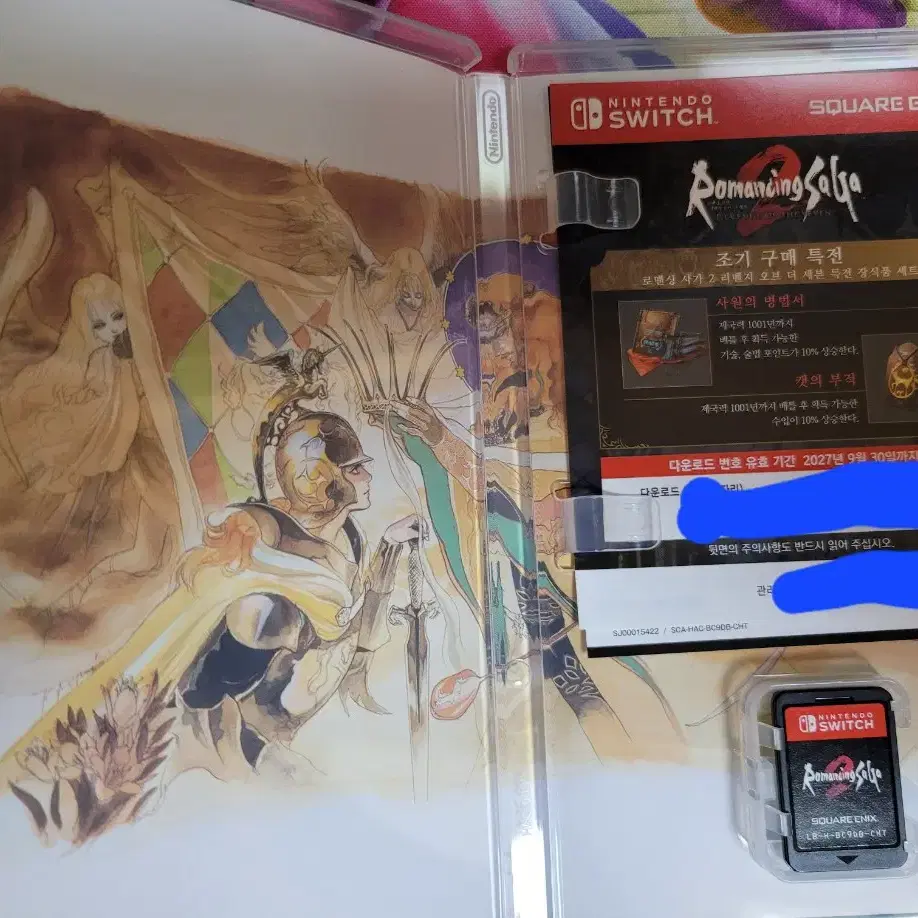 Nintendo
NINTENDO
SWITCH
SQUARE E
Romancing SaGa
2
조기 구매 특전
로맨싱 사가 2 리벤지 오브 더 세븐 특전 장식품 세트
사원의 병법서
제국력 1001년까지
배틀 후 획득 가능한
기술, 술법 포인트가 10% 상승한다.
캣의 부적
제국력 1001년까지 배틀 후 획득 가능한
수입이 10% 상승한다.
다운로드 번호 유효 기간 2027년 9월 30일까지
다운로드
뒷면의 주의사항도 반드시 읽어 주십시오.
관리
SJ00015422 / SCA-HAC-BC9DB-CHT
NINTENDO
SWITCH
Romancing SaGa
2
SQUARE ENIX
LB-H-BC9DB-CHT